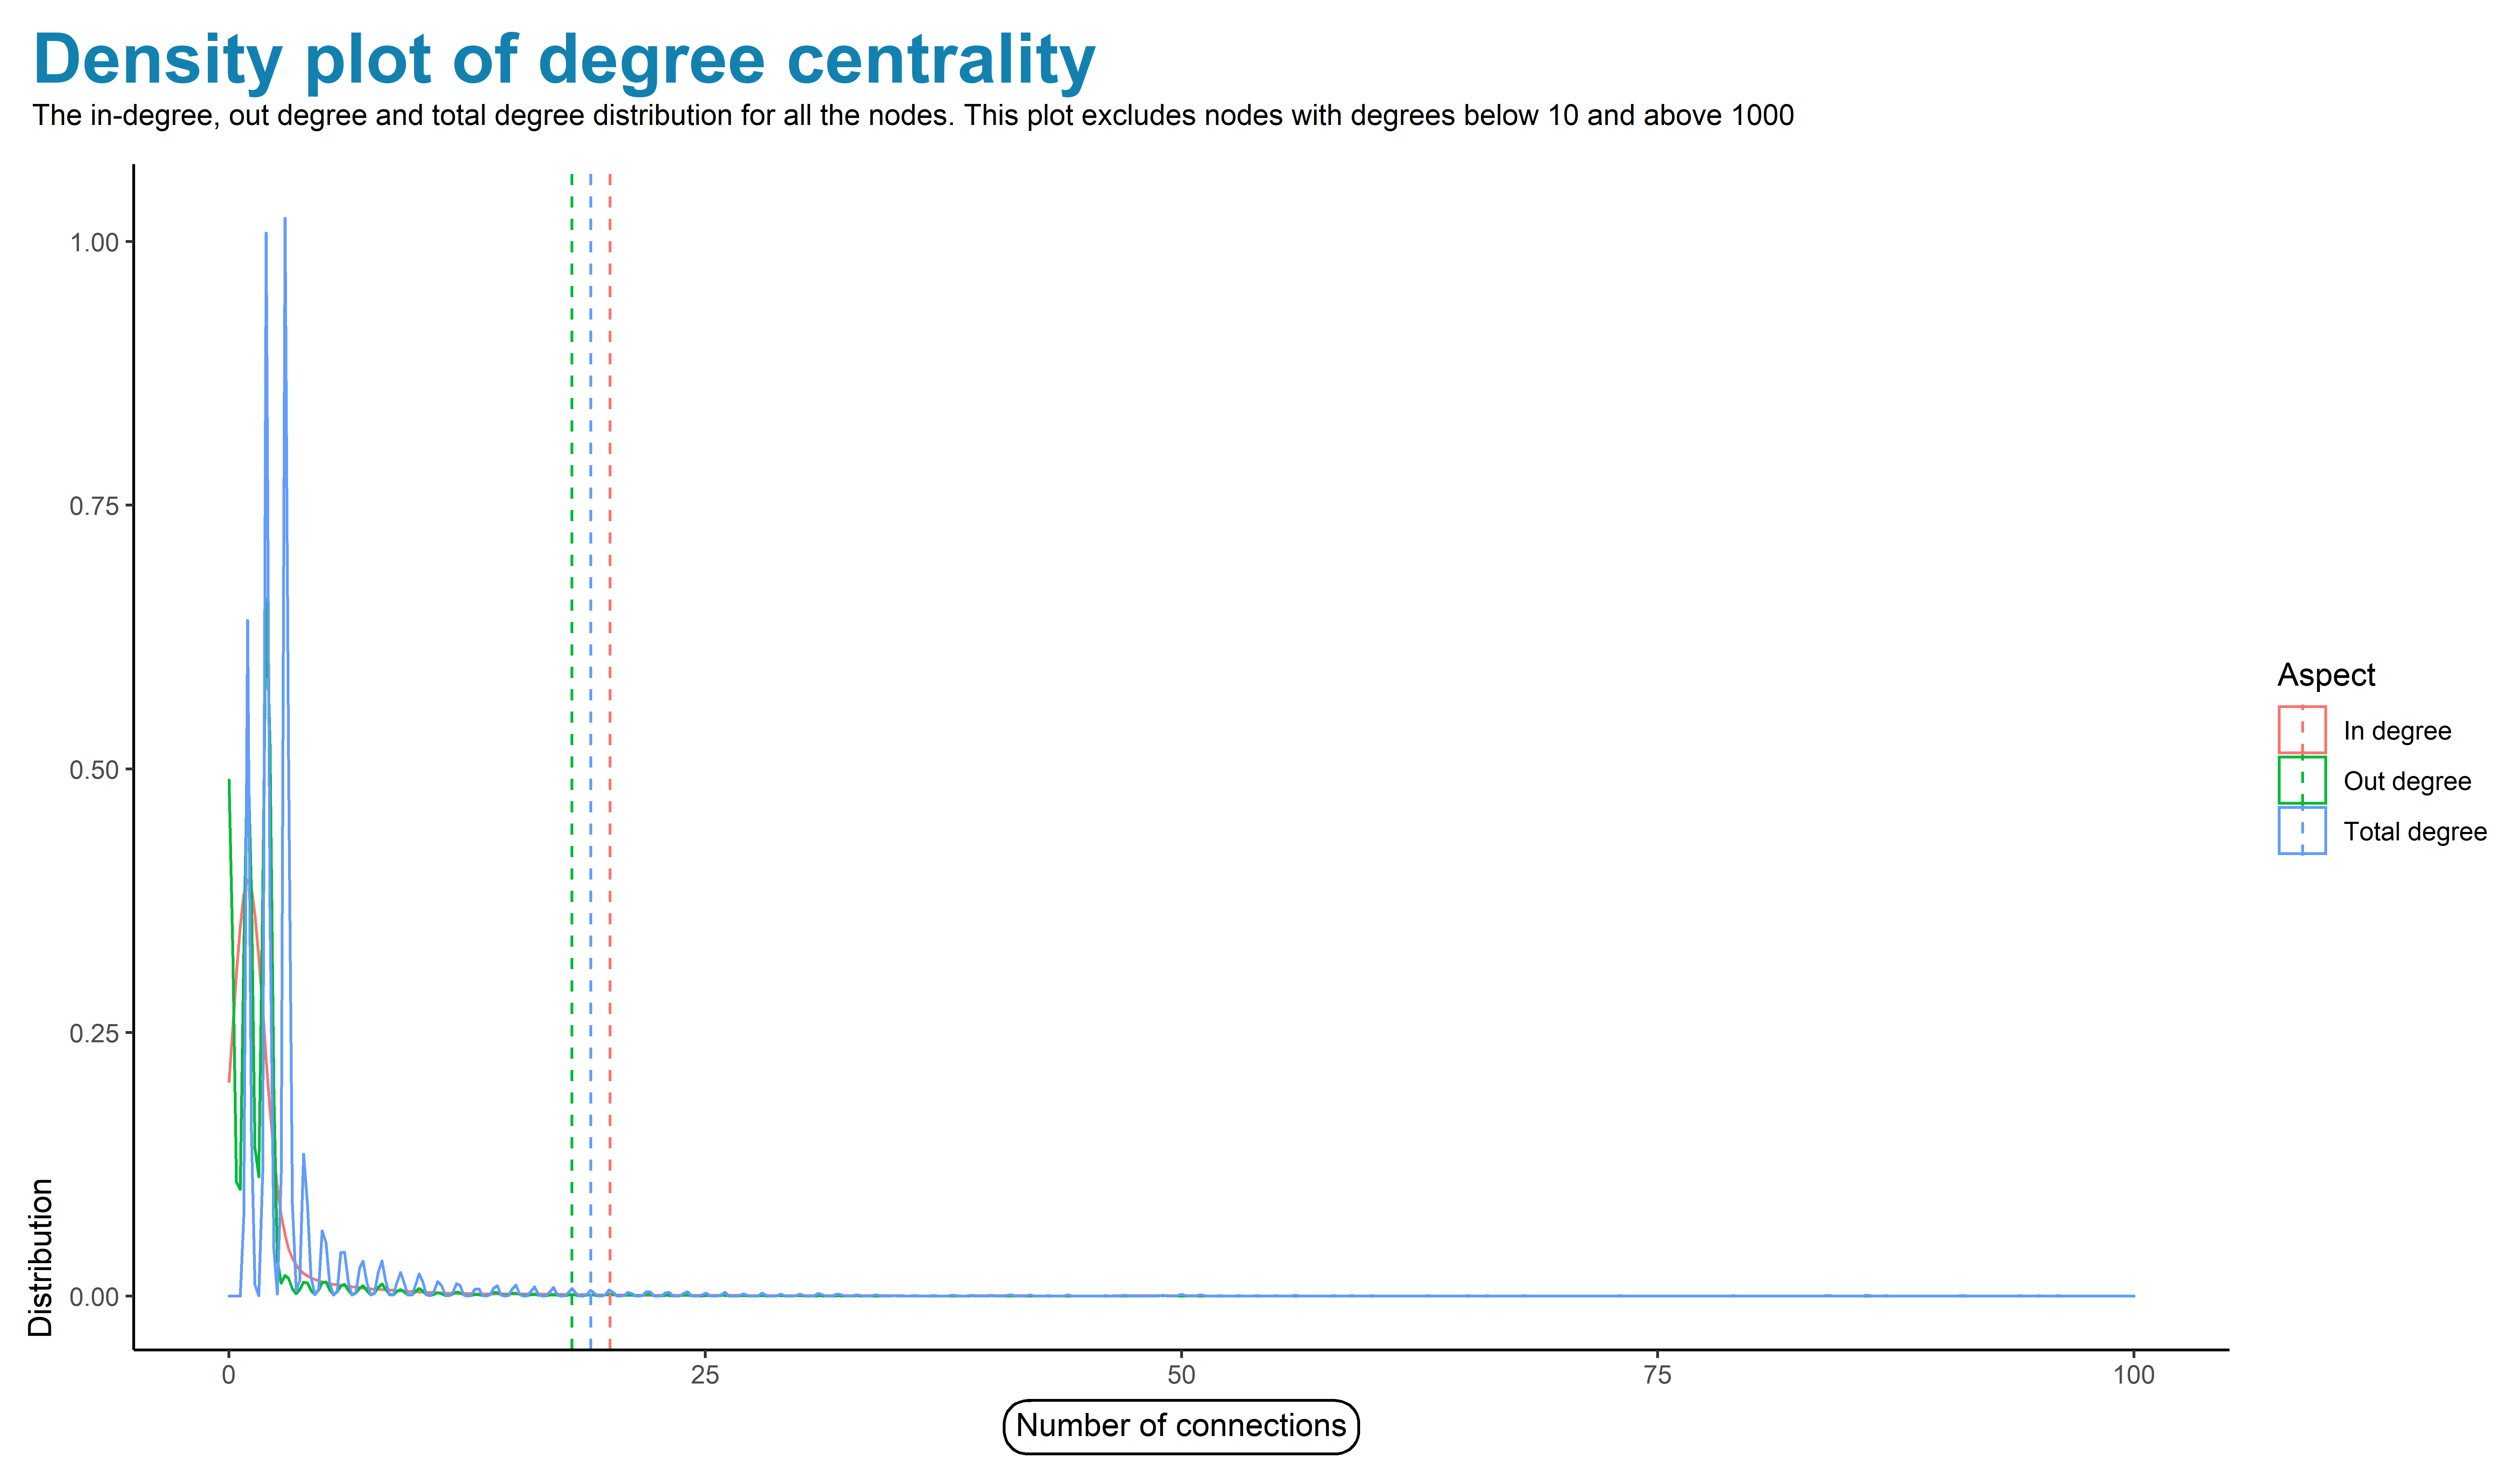 Density plot of degree centrality
The in-degree, out degree and total degree distribution for all the nodes. This plot excludes nodes with degrees below 10 and above 1000
1.00
0.75
0.50
0.25
0.00
Distribution
0
25
50
75
100
Number of connections
Aspect
In degree
Out degree
Total degree